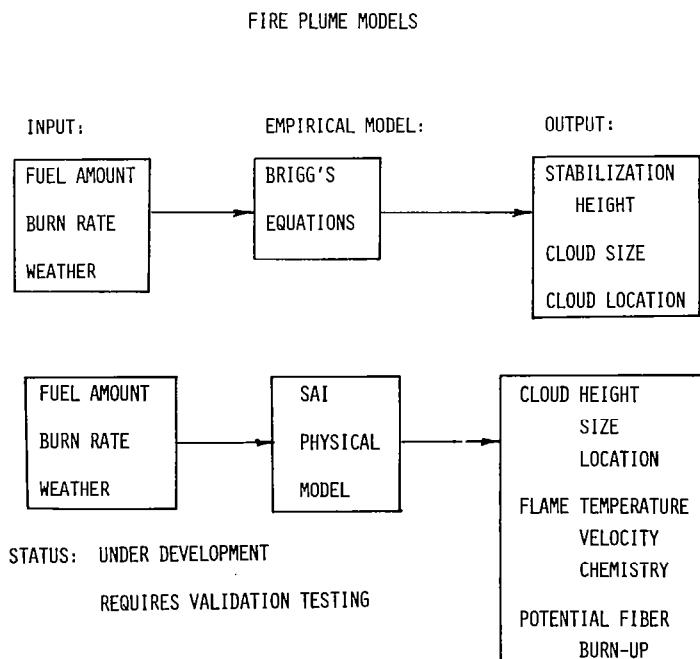 FIRE PLUME MODELS
INPUT:
EMPIRICAL MODEL:
OUTPUT:
FUEL AMOUNT
BURN RATE
WEATHER
BRIGG'S
EQUATIONS
STABILIZATION
HEIGHT
CLOUD SIZE
CLOUD LOCATION
FUEL AMOUNT
BURN RATE
WEATHER
SAI
PHYSICAL
MODEL
CLOUD HEIGHT
SIZE
LOCATION
FLAME TEMPERATURE
VELOCITY
CHEMISTRY
POTENTIAL FIBER
BURN-UP
STATUS: UNDER DEVELOPMENT
REQUIRES VALIDATION TESTING